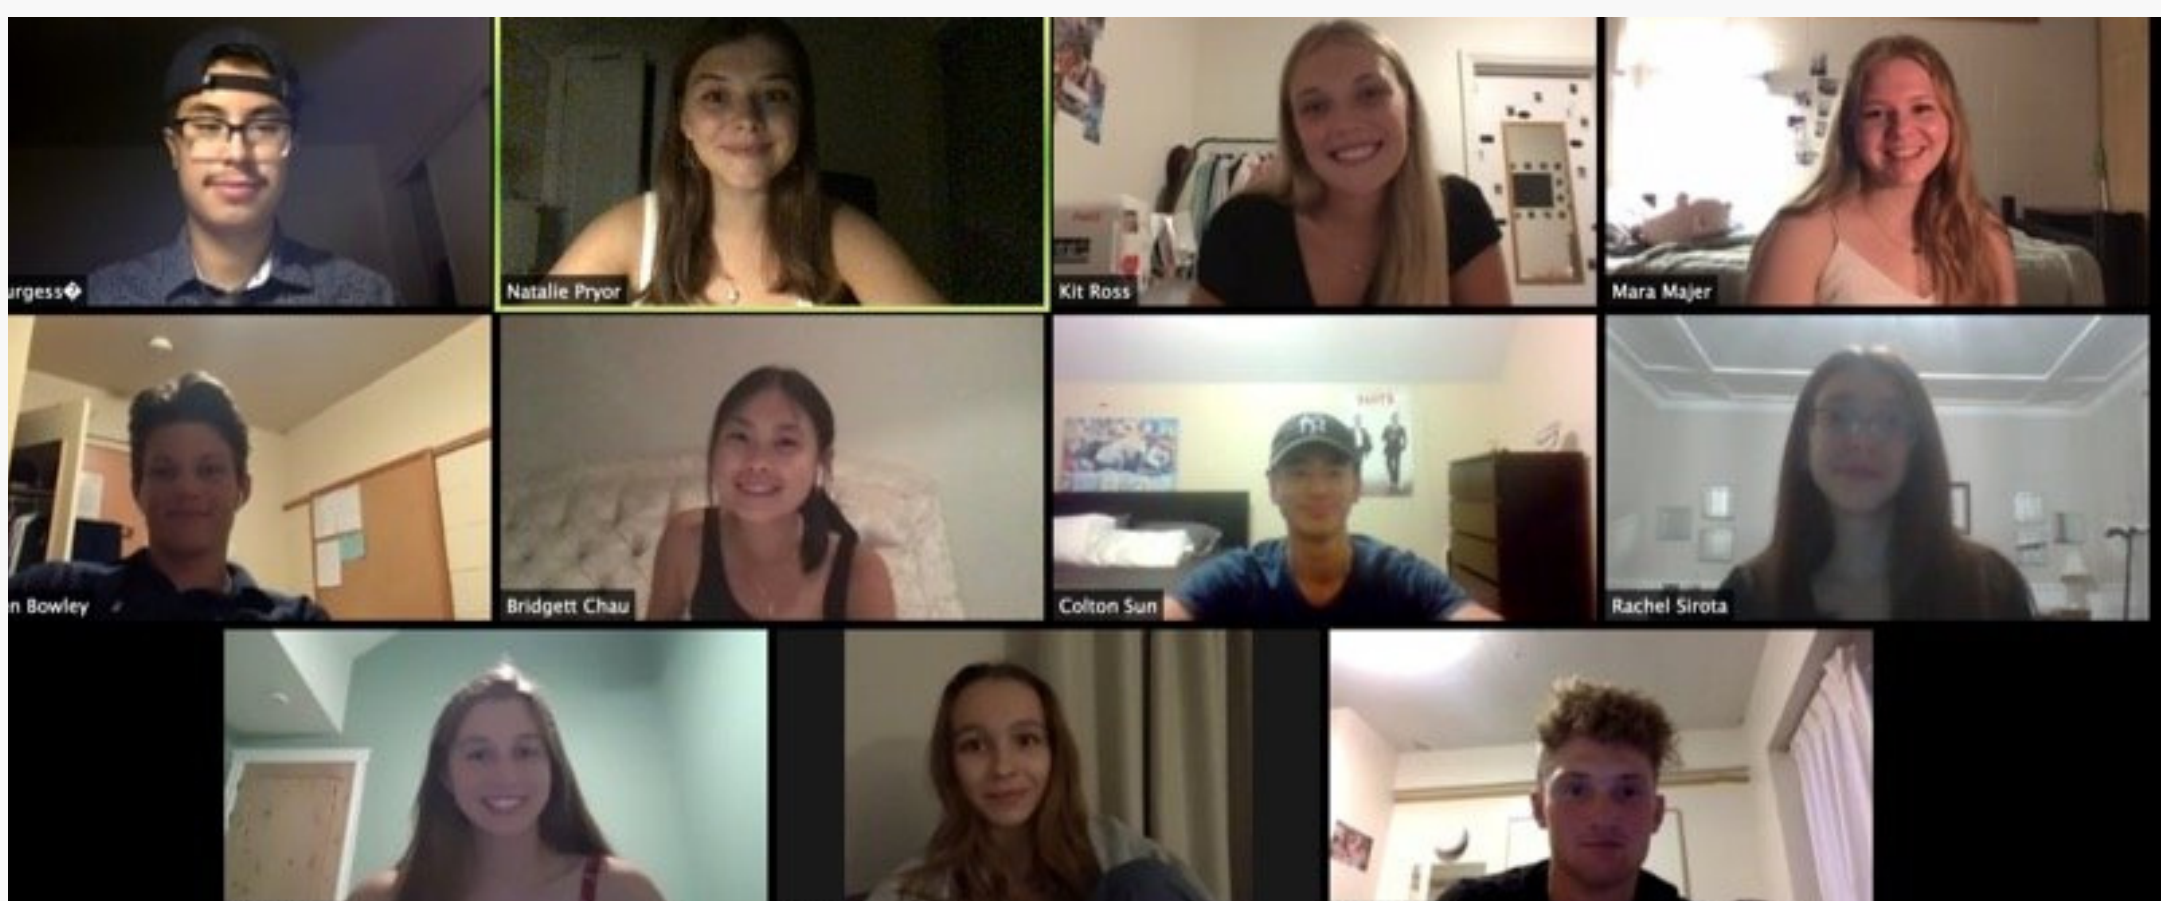 urgess�
Natalie Pryor
Kit Ross
Mara Majer
n Bowley
Bridgett Chau
Colton Sun
Rachel Sirota